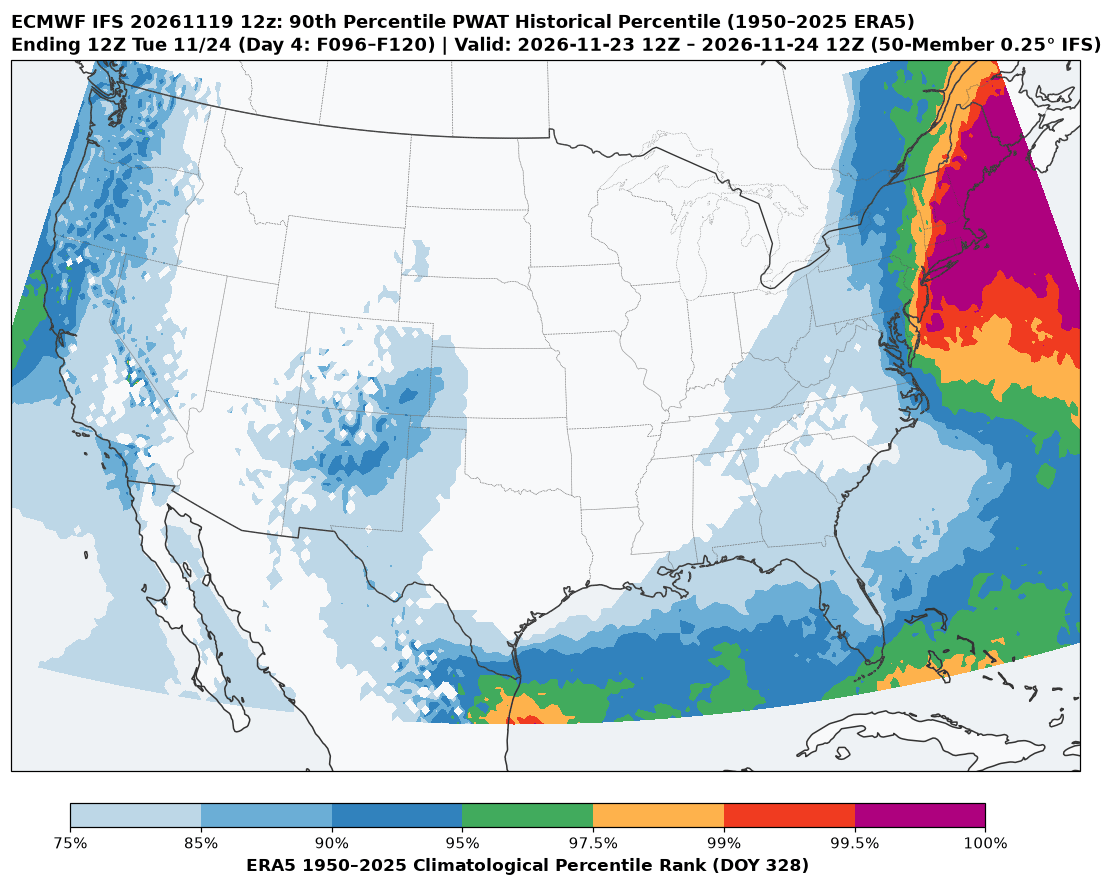 ECMWF IFS 20261119 12z: 90th Percentile PWAT Historical Percentile (1950–2025 ERA5)
Ending 12Z Tue 11/24 (Day 4: F096–F120) | Valid: 2026-11-23 12Z – 2026-11-24 12Z (50-Member 0.25° IFS)
75% 85% 90% 95% 97.5% 99% 99.5% 100%
ERA5 1950–2025 Climatological Percentile Rank (DOY 328)